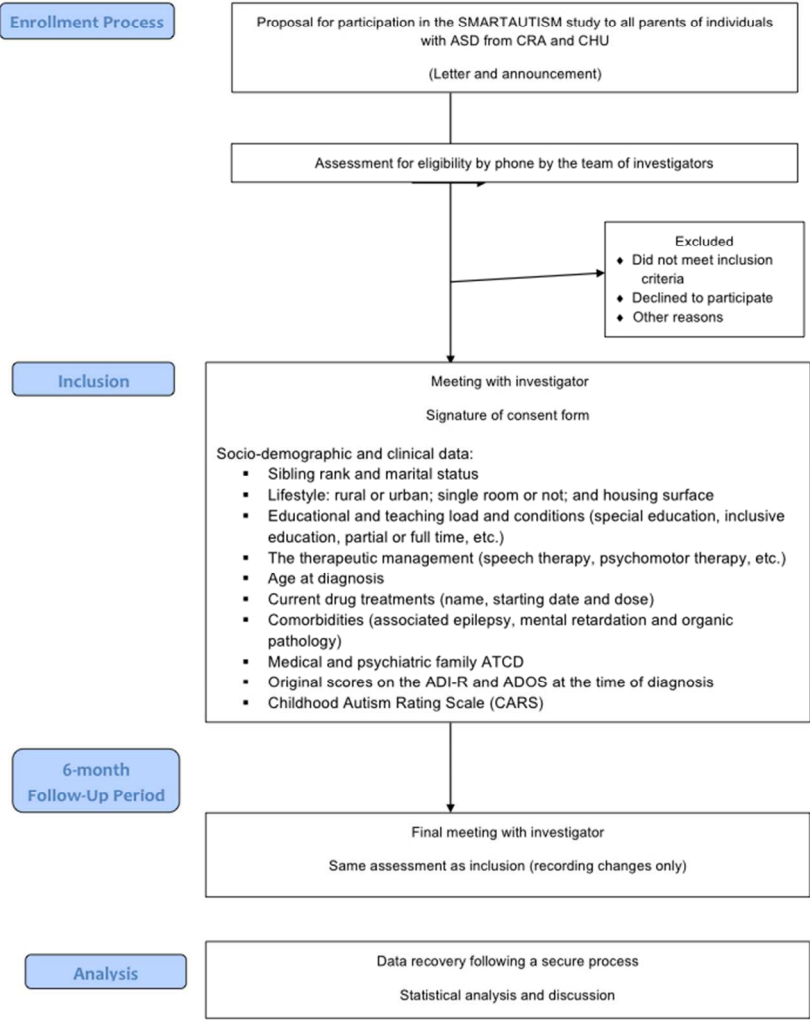 Enrollment Process
Proposal for participation in the SMARTAUTISM study to all parents of individuals
with ASD from CRA and CHU
(Letter and announcement)
Assessment for eligibility by phone by the team of investigators
Excluded
♦ Did not meet inclusion
criteria
♦ Declined to participate
♦ Other reasons
Inclusion
Meeting with investigator
Signature of consent form
Socio-demographic and clinical data:
▪ Sibling rank and marital status
▪ Lifestyle: rural or urban; single room or not; and housing surface
▪ Educational and teaching load and conditions (special education, inclusive
education, partial or full time, etc.)
▪ The therapeutic management (speech therapy, psychomotor therapy, etc.)
▪ Age at diagnosis
▪ Current drug treatments (name, starting date and dose)
▪ Comorbidities (associated epilepsy, mental retardation and organic
pathology)
▪ Medical and psychiatric family ATCD
▪ Original scores on the ADI-R and ADOS at the time of diagnosis
▪ Childhood Autism Rating Scale (CARS)
6-month
Follow-Up Period
Final meeting with investigator
Same assessment as inclusion (recording changes only)
Analysis
Data recovery following a secure process
Statistical analysis and discussion